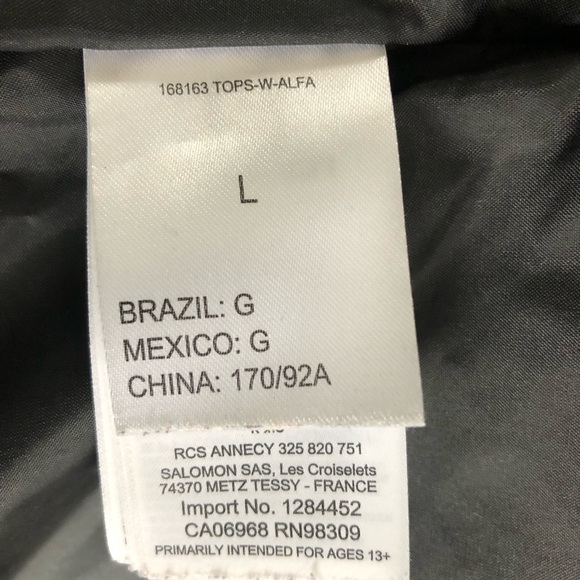 168163 TOPS-W-ALFA
L
BRAZIL: G
MEXICO: G
CHINA: 170/92A
RCS ANNECY 325 820 751
SALOMON SAS, Les Croiselets
74370 METZ TESSY - FRANCE
Import No. 1284452
CA06968 RN98309
PRIMARILY INTENDED FOR AGES 13+